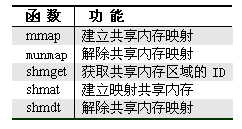 函数 功能
mmap 建立共享内存映射
munmap 解除共享内存映射
shmget 获取共享内存区域的 ID
shmat 建立映射共享内存
shmdt 解除共享内存映射